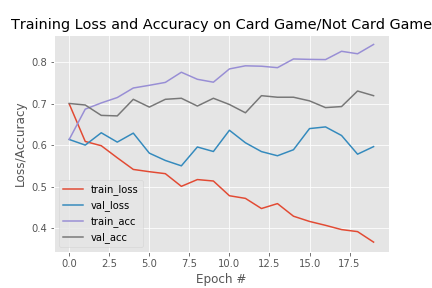 Training Loss and Accuracy on Card Game/Not Card Game
Loss/Accuracy
0.8
0.7
0.6
0.5
0.4
train_loss
val_loss
train_acc
val_acc
0.0 2.5 5.0 7.5 10.0 12.5 15.0 17.5
Epoch #